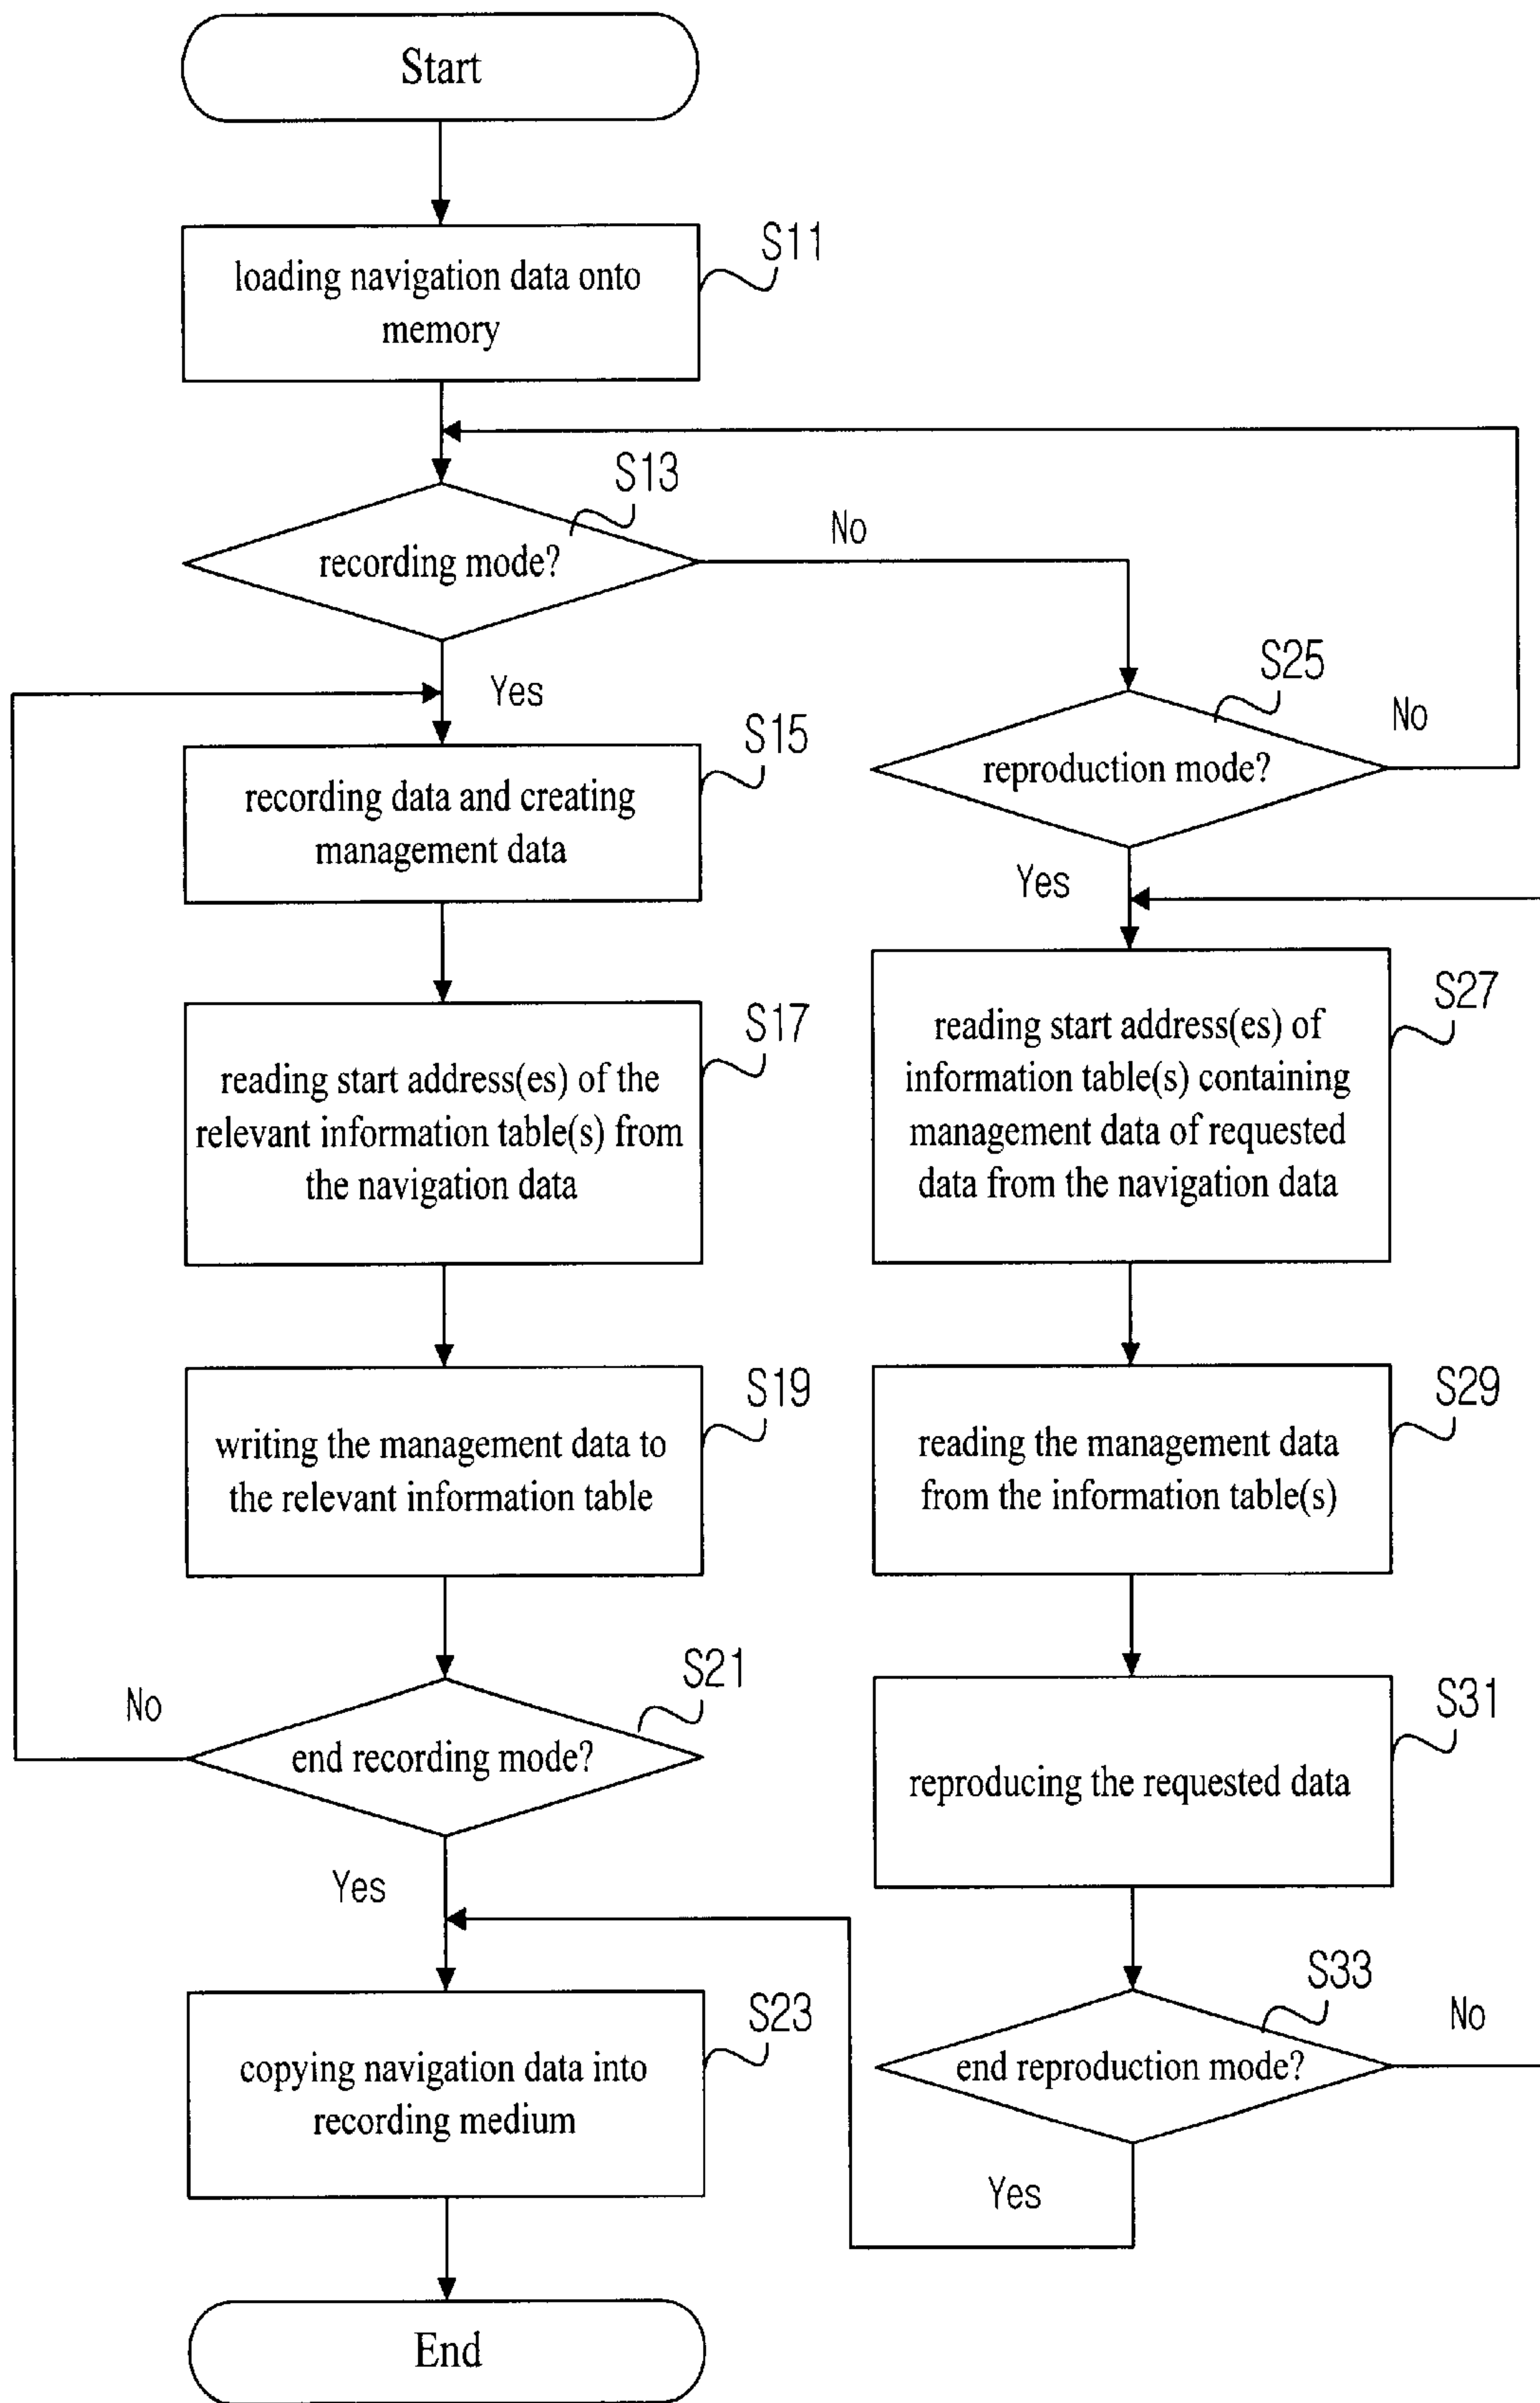 Start
S11
loading navigation data onto
memory
S13
recording mode?
No
Yes
S15
recording data and creating
management data
S17
reading start address(es) of the
relevant information table(s) from
the navigation data
S19
writing the management data to
the relevant information table
S21
No
end recording mode?
Yes
S23
copying navigation data into
recording medium
End
S25
No
reproduction mode?
Yes
S27
reading start address(es) of
information table(s) containing
management data of requested
data from the navigation data
S29
reading the management data
from the information table(s)
S31
reproducing the requested data
S33
No
end reproduction mode?
Yes